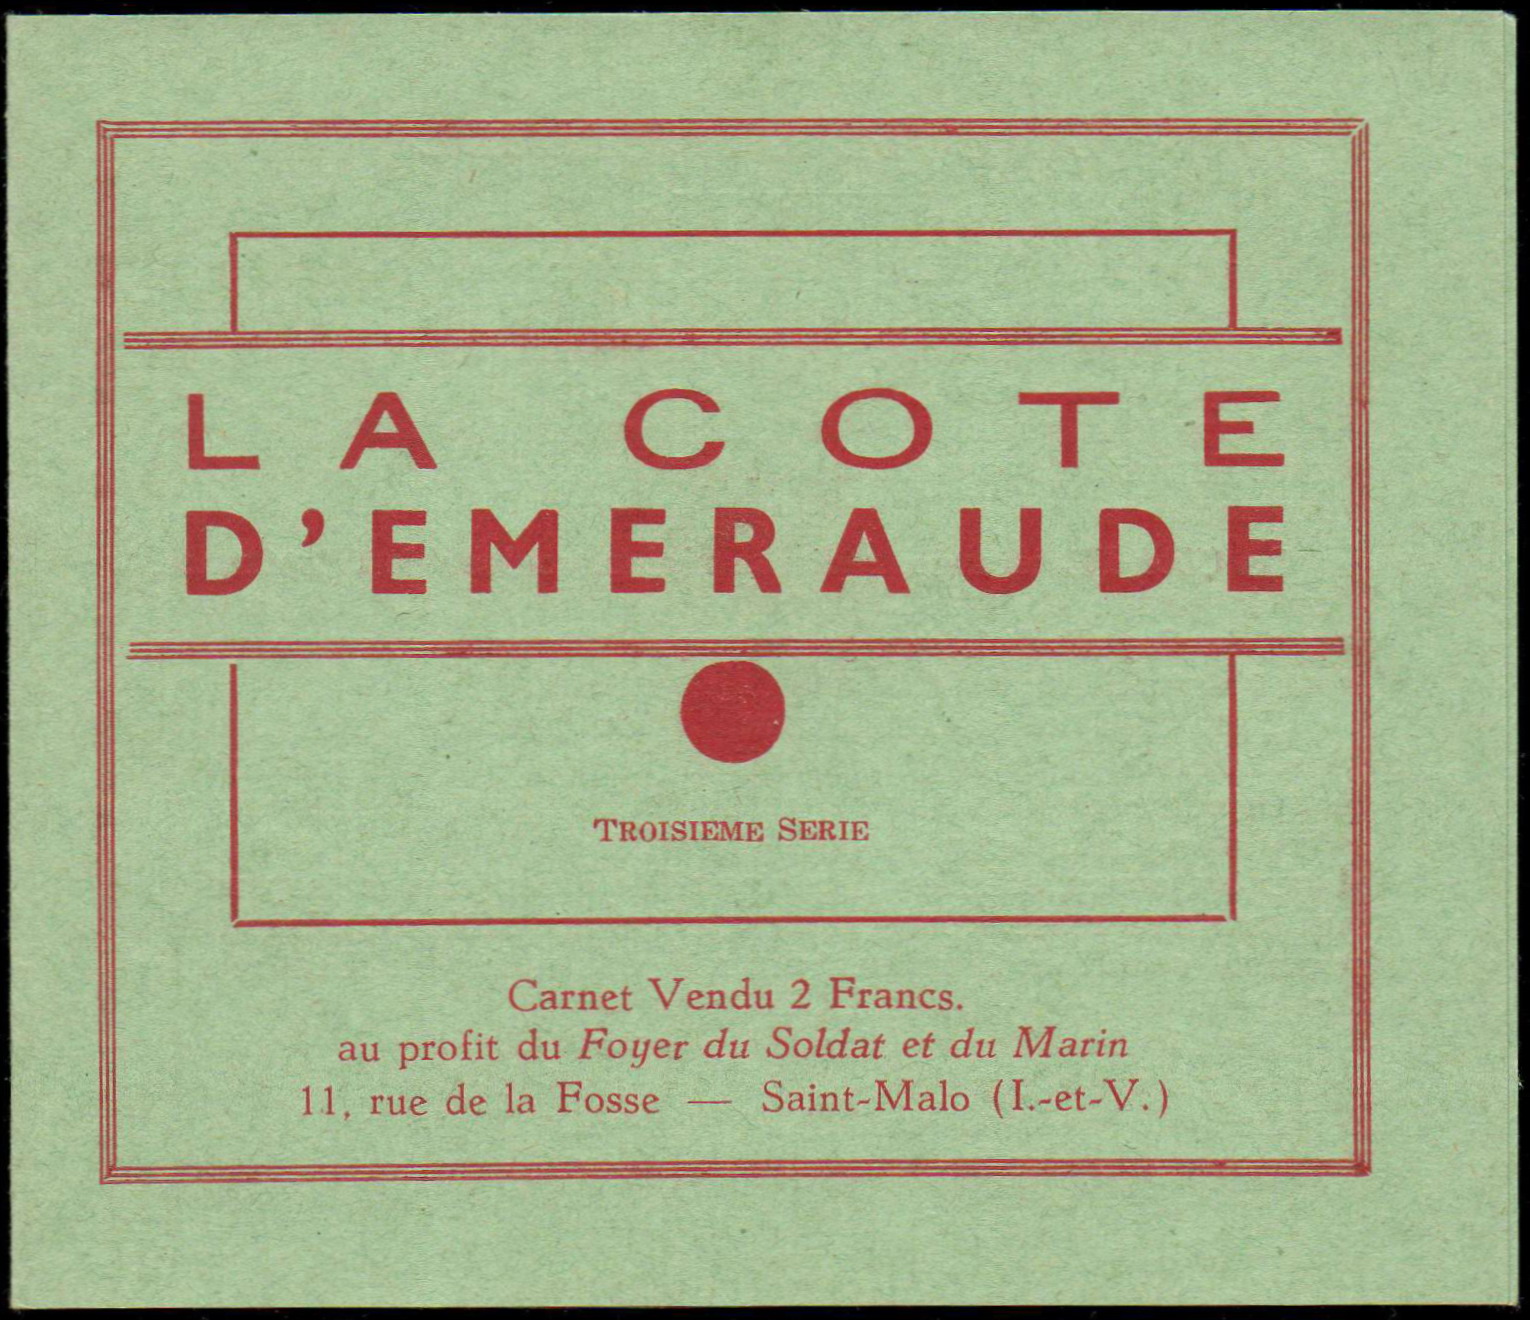 LA COTE
D’EMERAUDE
TROISIEME SERIE
Carnet Vendu 2 Francs.
au profit du Foyer du Soldat et du Marin
11, rue de la Fosse — Saint-Malo (I.-et-V.)